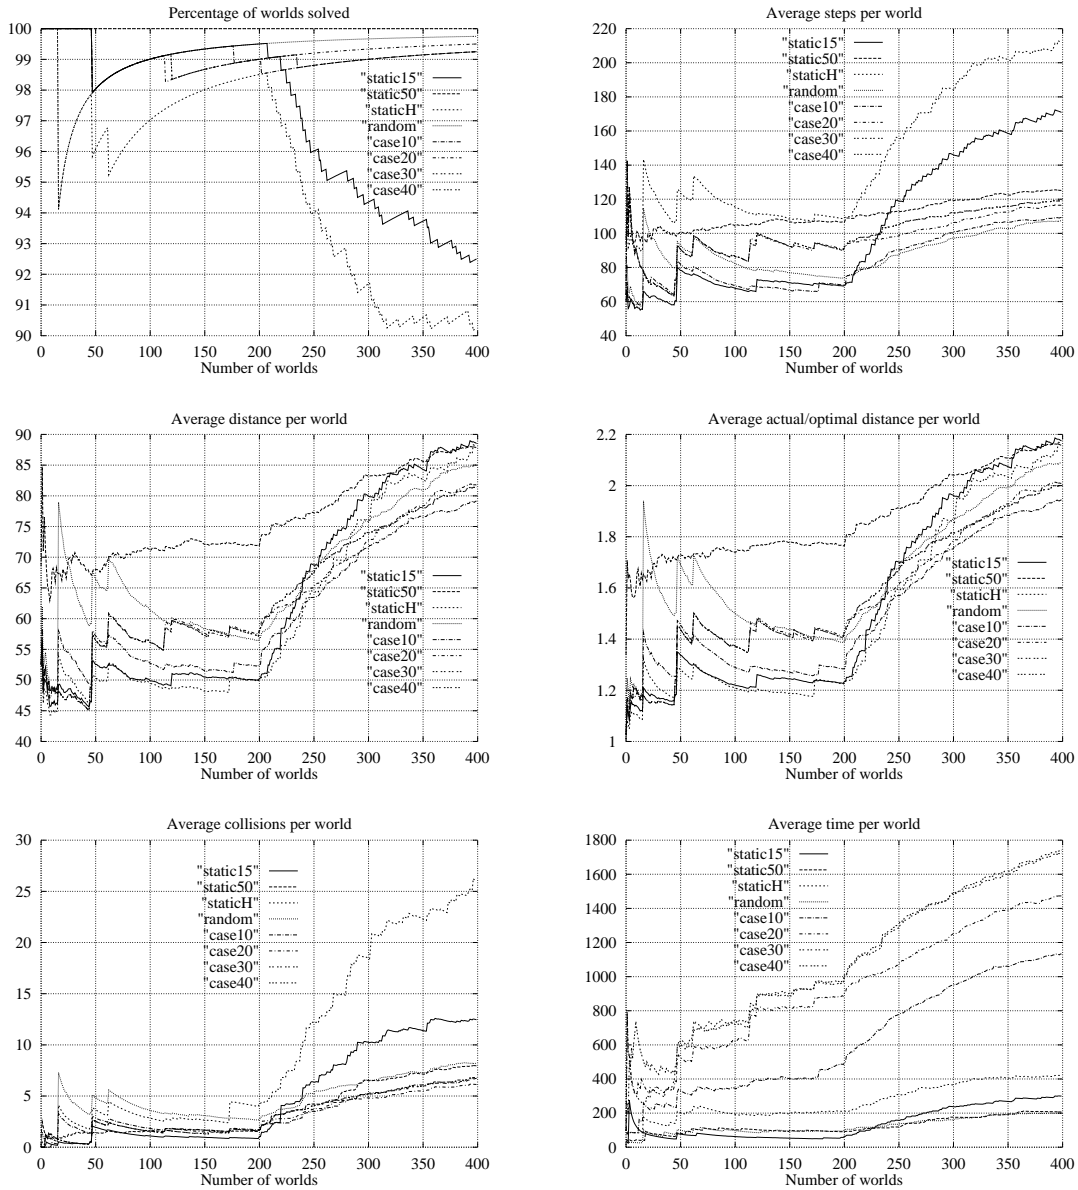 Percentage of worlds solved
100
99
98
97
96
95
94
93
92
91
90
"static15"
"static50"
"staticH"
"random"
"case10"
"case20"
"case30"
"case40"
0 50 100 150 200 250 300 350 400
Number of worlds
Average steps per world
220
200
180
160
140
120
100
80
60
40
"static15"
"static50"
"staticH"
"random"
"case10"
"case20"
"case30"
"case40"
0 50 100 150 200 250 300 350 400
Number of worlds
Average distance per world
90
85
80
75
70
65
60
55
50
45
40
"static15"
"static50"
"staticH"
"random"
"case10"
"case20"
"case30"
"case40"
0 50 100 150 200 250 300 350 400
Number of worlds
Average actual/optimal distance per world
2.2
2
1.8
1.6
1.4
1.2
1
"static15"
"static50"
"staticH"
"random"
"case10"
"case20"
"case30"
"case40"
0 50 100 150 200 250 300 350 400
Number of worlds
Average collisions per world
30
25
20
15
10
5
0
"static15"
"static50"
"staticH"
"random"
"case10"
"case20"
"case30"
"case40"
0 50 100 150 200 250 300 350 400
Number of worlds
Average time per world
1800
1600
1400
1200
1000
800
600
400
200
0
"static15"
"static50"
"staticH"
"random"
"case10"
"case20"
"case30"
"case40"
0 50 100 150 200 250 300 350 400
Number of worlds